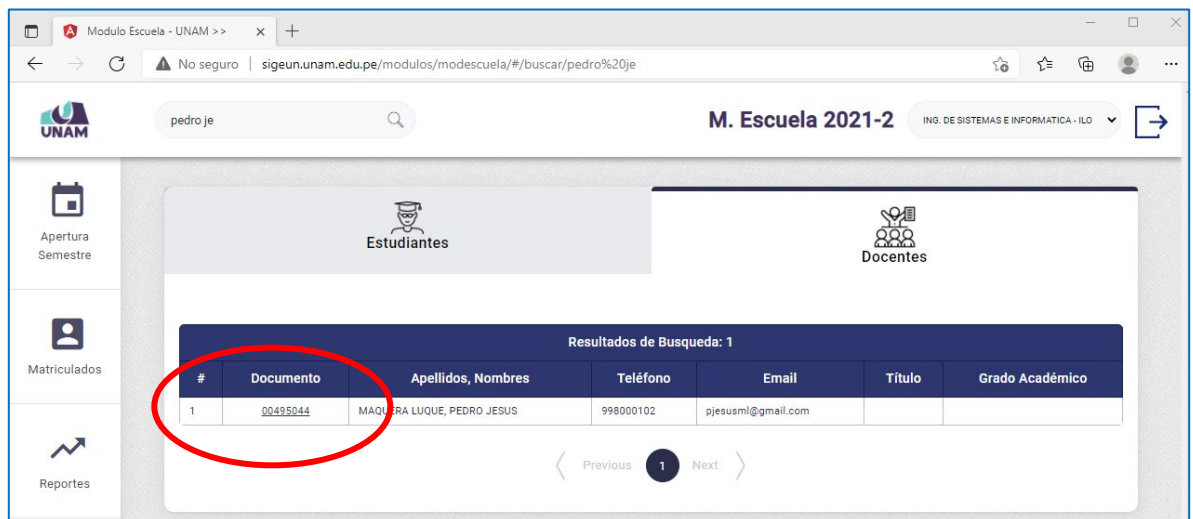 Modulo Escuela - UNAM >>
No seguro | sigeun.unam.edu.pe/modulos/modescuela/#/buscar/pedro%20je
UNAM
pedro je
M. Escuela 2021-2
ING. DE SISTEMAS E INFORMATICA - ILO
Apertura
Semestre
Matriculados
Reportes
Estudiantes
Docentes
Resultados de Busqueda: 1
# Documento Apellidos, Nombres Teléfono Email Título Grado Académico
1 00495044 MAQUERA LUQUE, PEDRO JESUS 998000102 pjesusml@gmail.com
Previous 1 Next